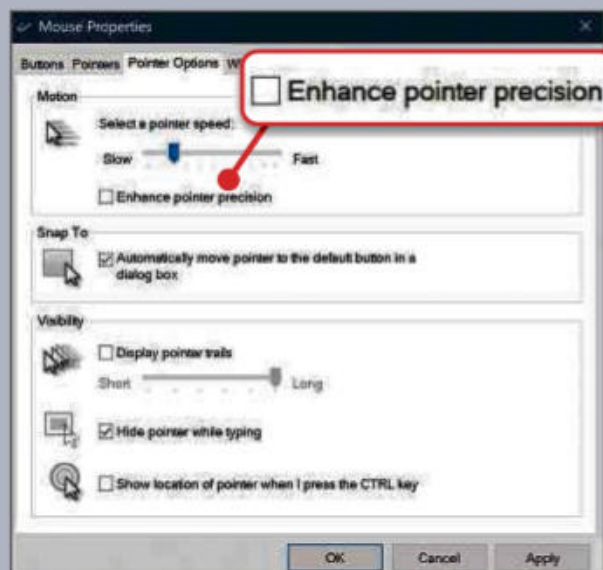 Mouse Properties
Buttons Pointers Pointer Options
Enhance pointer precision
Motion
Select a pointer speed:
Slow Fast
Enhance pointer precision
Snap To
Automatically move pointer to the default button in a
dialog box
Visibility
Display pointer trails
Short Long
Hide pointer while typing
Show location of pointer when I press the CTRL key
OK Cancel Apply